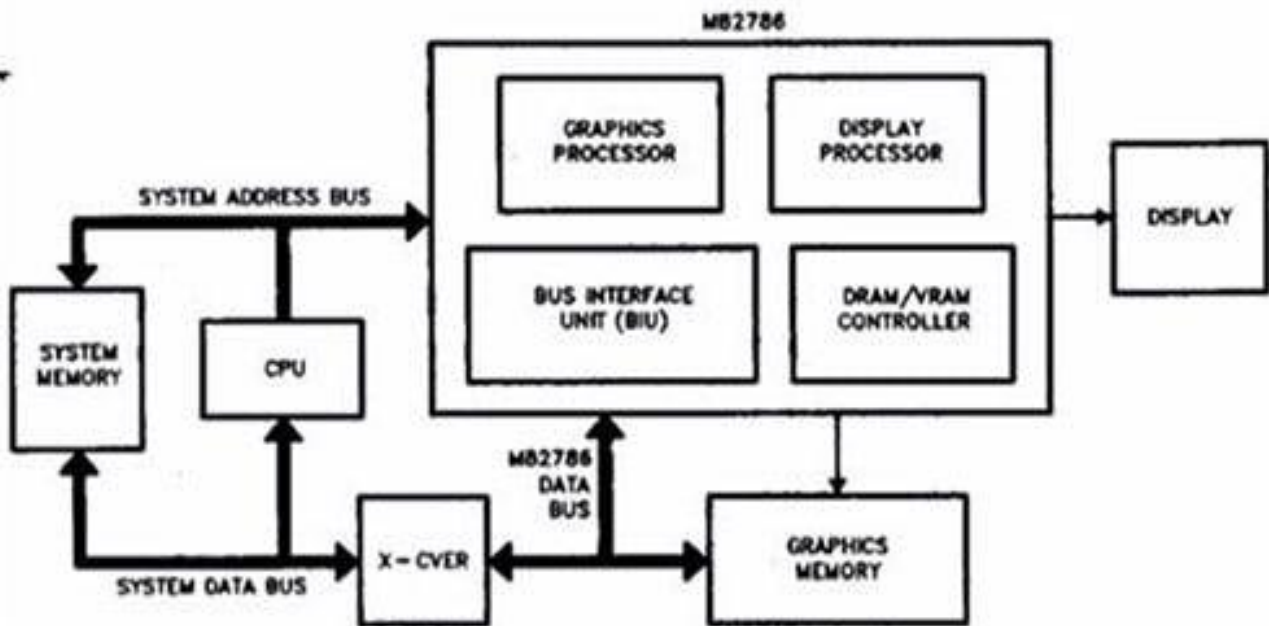 M82786
GRAPHICS
PROCESSOR
DISPLAY
PROCESSOR
SYSTEM ADDRESS BUS
DISPLAY
BUS INTERFACE
UNIT (BIU)
DRAM/VRAM
CONTROLLER
SYSTEM
MEMORY
CPU
M82786
DATA
BUS
X-CVER
GRAPHICS
MEMORY
SYSTEM DATA BUS